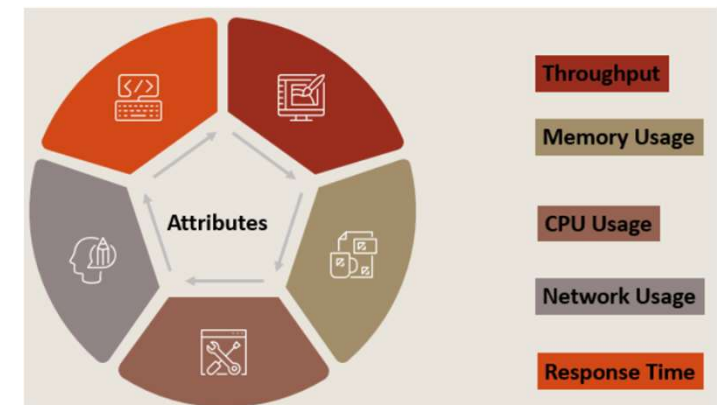 Attributes
Throughput
Memory Usage
CPU Usage
Network Usage
Response Time